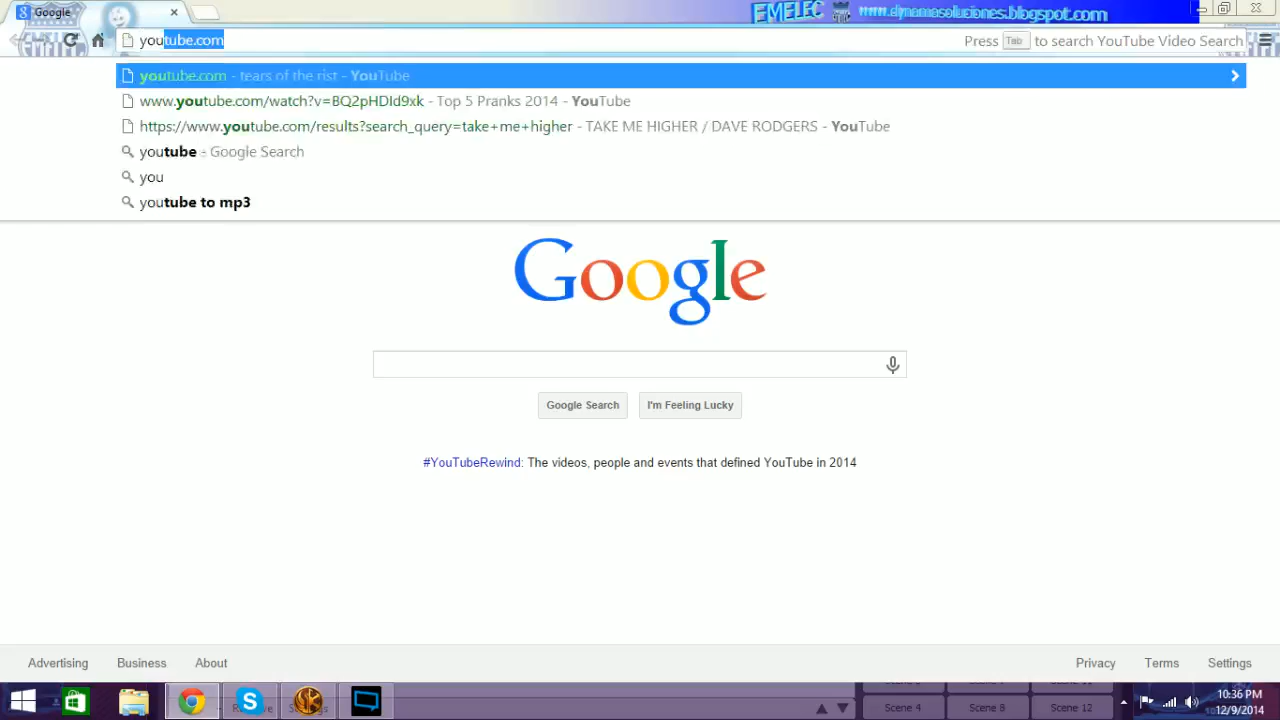 Google
EMELEC www.dynamosoluciones.blogspot.com
youtube.com
Press Tab to search YouTube Video Search
youtube.com - tears of the rist - YouTube
www.youtube.com/watch?v=BQ2pHDId9xk - Top 5 Pranks 2014 - YouTube
https://www.youtube.com/results?search_query=take+me+higher - TAKE ME HIGHER / DAVE RODGERS - YouTube
youtube - Google Search
you
youtube to mp3
Google
Google Search
I'm Feeling Lucky
#YouTubeRewind: The videos, people and events that defined YouTube in 2014
Advertising Business About
Privacy Terms Settings
Scene 4 Scene 8 Scene 12
10:36 PM
12/9/2014